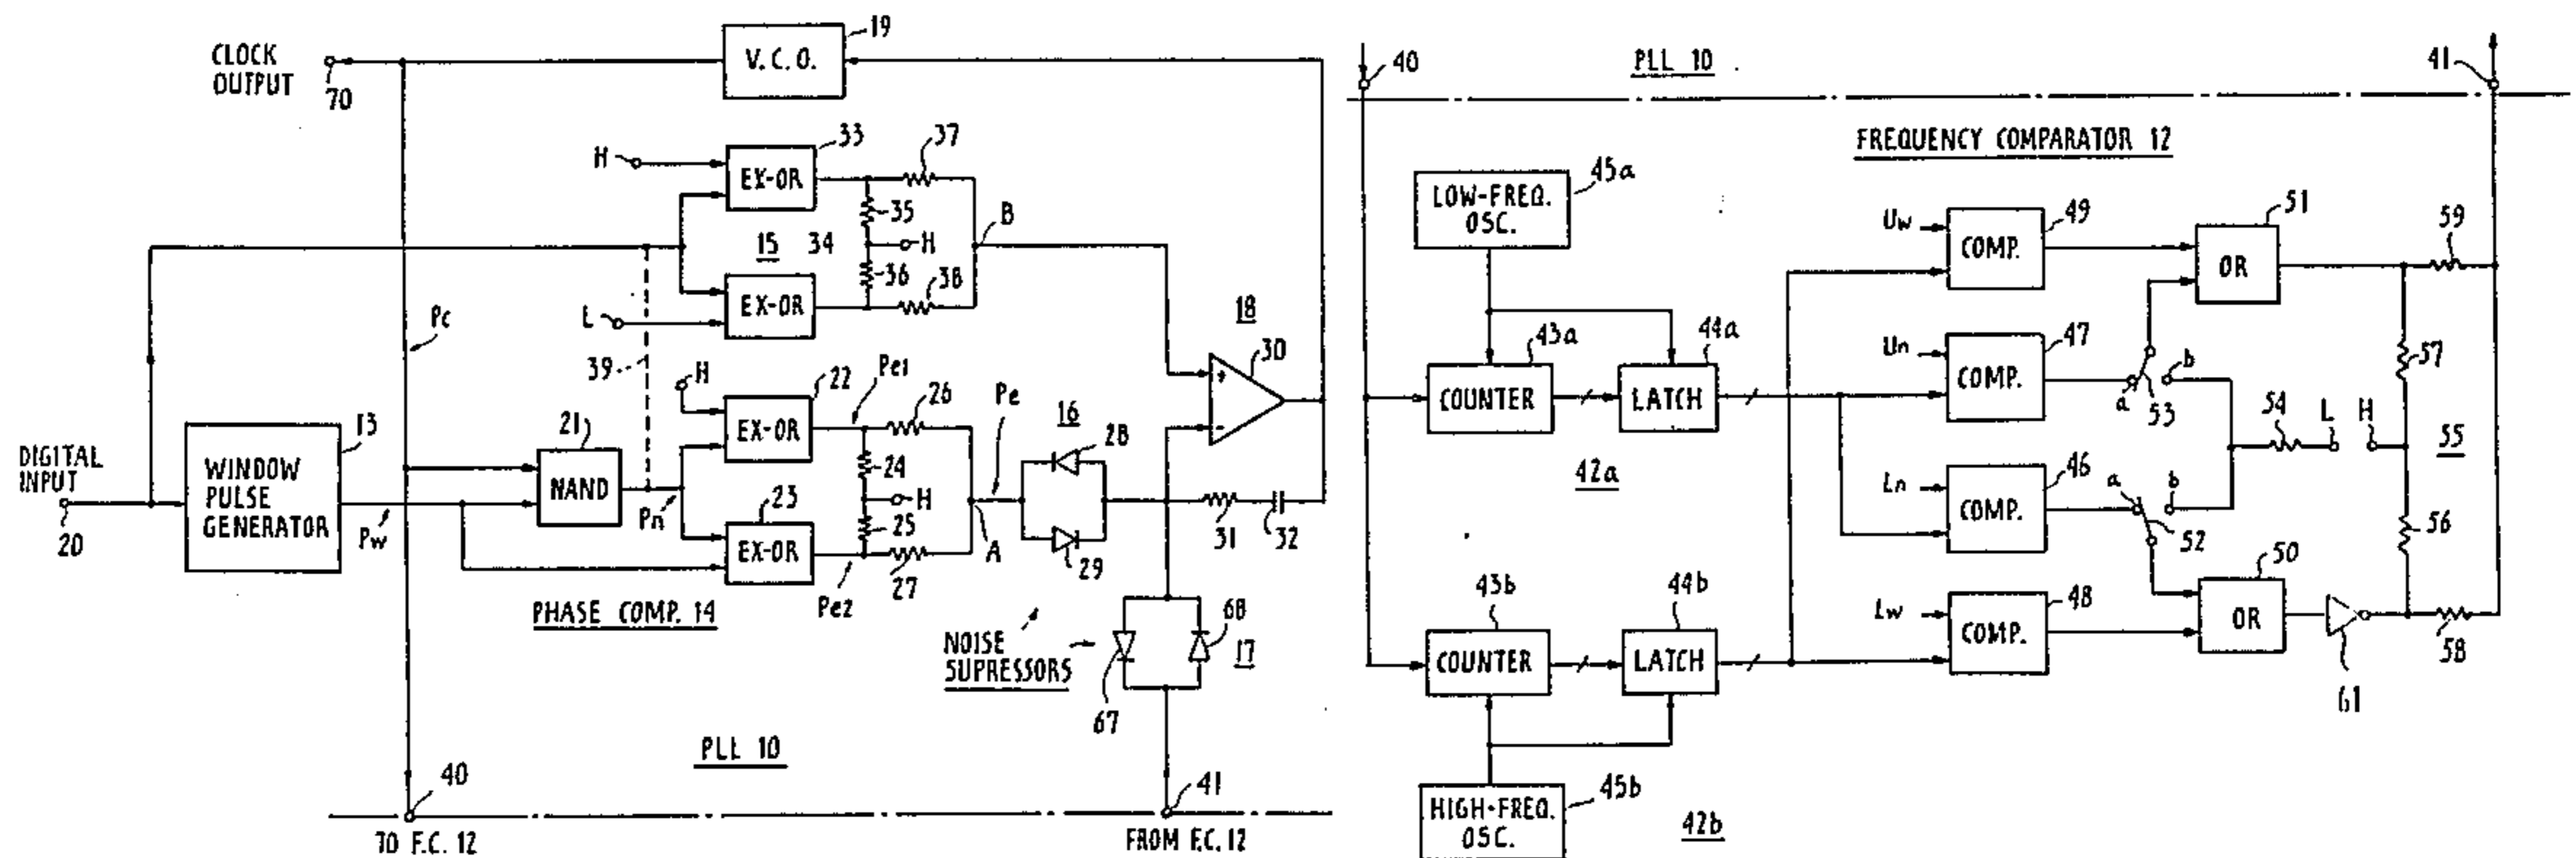 CLOCK
OUTPUT
70
V.C.O.
19
H
EX-OR
33
37
35
15
34
H
B
36
38
L
EX-OR
Pc
39
18
30
+
-
H
EX-OR
22
Pe1
26
Pe
16
28
24
H
25
A
29
31
32
DIGITAL
INPUT
20
WINDOW
PULSE
GENERATOR
13
Pw
21
NAND
Pn
23
EX-OR
Pe2
27
PHASE COMP. 14
NOISE
SUPRESSORS
67
68
17
PLL 10
40
TO F.C. 12
41
FROM F.C. 12
40
PLL 10
41
FREQUENCY COMPARATOR 12
LOW-FREQ.
OSC.
45a
COUNTER
43a
LATCH
44a
42a
Uw
COMP.
49
Un
COMP.
47
Ln
COMP.
46
Lw
COMP.
48
51
OR
a
53
b
a
52
b
54
L
H
55
57
59
56
50
OR
61
58
43b
COUNTER
44b
LATCH
HIGH-FREQ.
OSC.
45b
42b